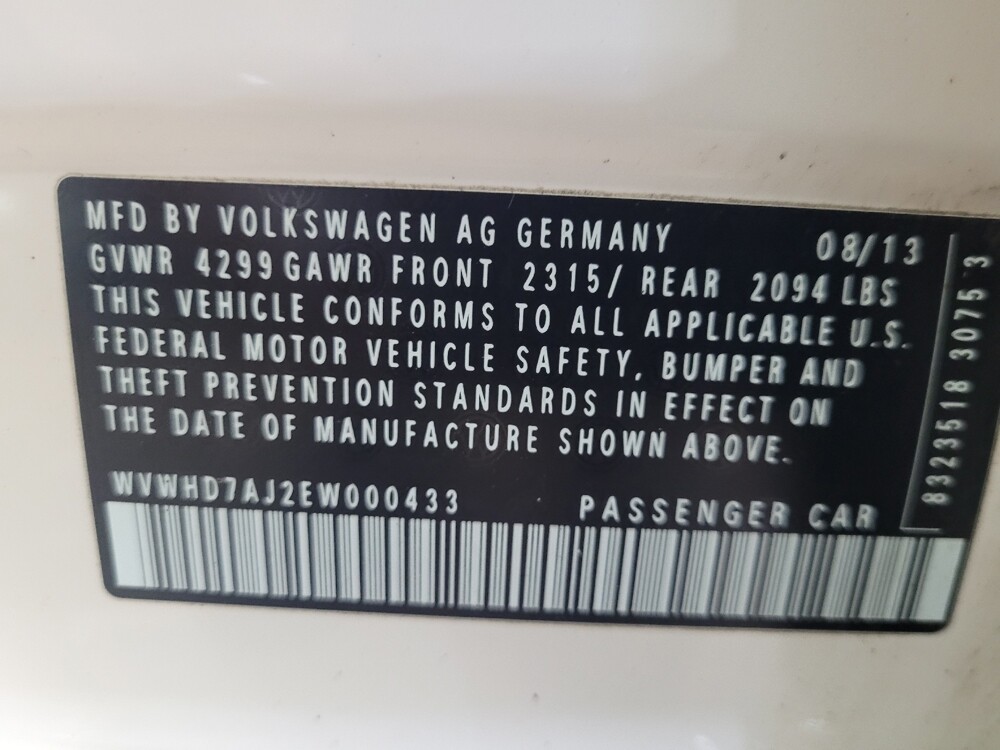 MFD BY VOLKSWAGEN AG GERMANY 08/13
GVWR 4299 GAWR FRONT 2315/ REAR 2094 LBS
THIS VEHICLE CONFORMS TO ALL APPLICABLE U.S.
FEDERAL MOTOR VEHICLE SAFETY, BUMPER AND
THEFT PREVENTION STANDARDS IN EFFECT ON
THE DATE OF MANUFACTURE SHOWN ABOVE.
WVWHD7AJ2EW000433 PASSENGER CAR
8323518 3075 3